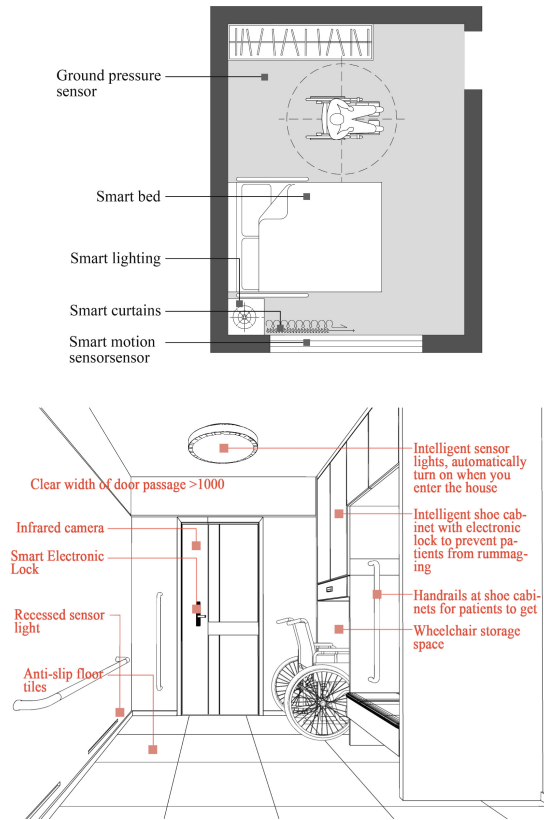 Ground pressure
sensor
Smart bed
Smart lighting
Smart curtains
Smart motion
sensorsensor
Clear width of door passage >1000
Infrared camera
Smart Electronic
Lock
Recessed sensor
light
Anti-slip floor
tiles
Intelligent sensor
lights, automatically
turn on when you
enter the house
Intelligent shoe cab-
inet with electronic
lock to prevent pa-
tients from rummag-
ing
Handrails at shoe cabi-
nets for patients to get
Wheelchair storage
space